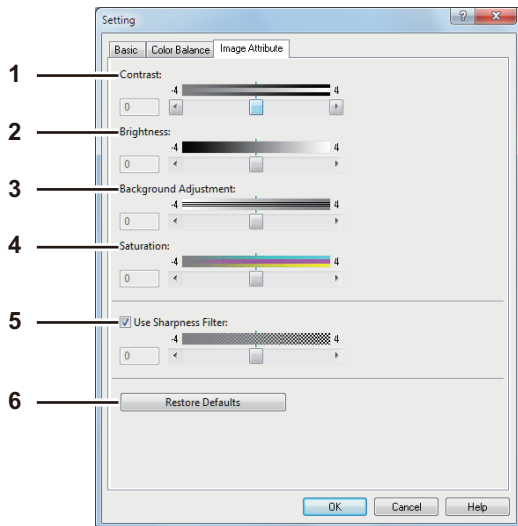 Setting
Basic Color Balance Image Attribute
1 Contrast:
-4 4
0
2 Brightness:
-4 4
0
3 Background Adjustment:
-4 4
0
4 Saturation:
-4 4
0
5 Use Sharpness Filter:
-4 4
0
6 Restore Defaults
OK Cancel Help